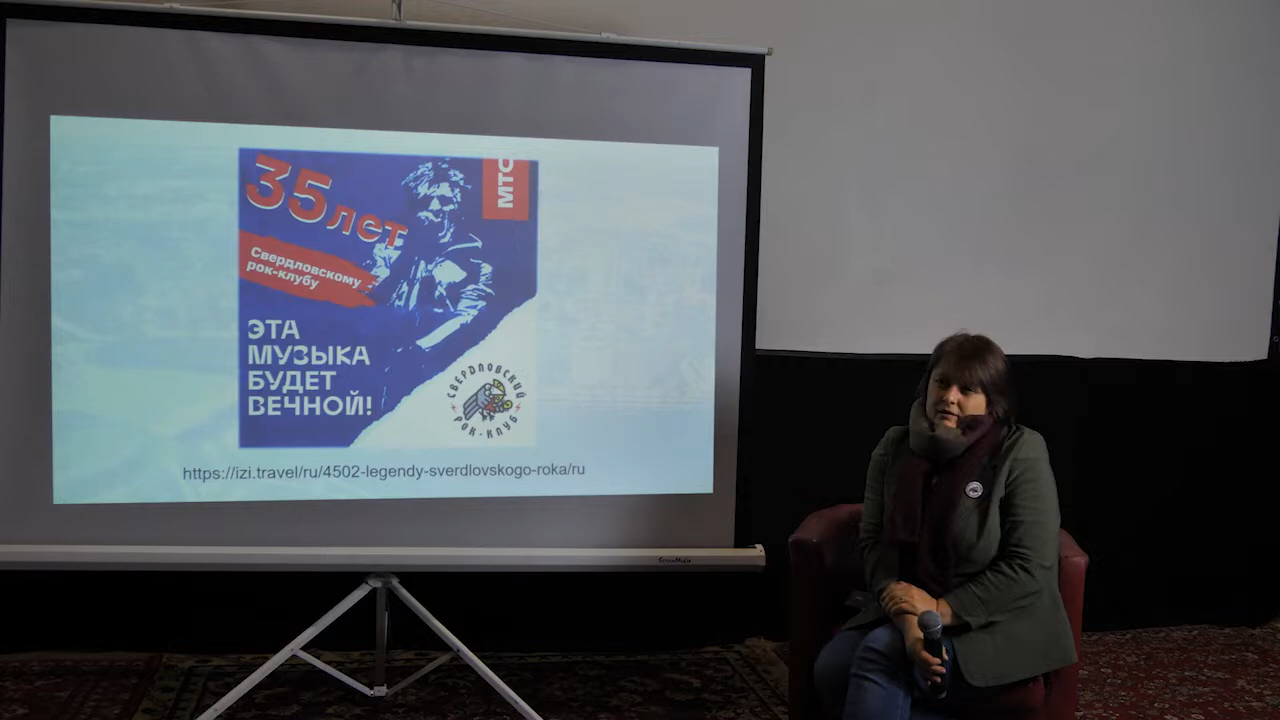 35 лет
МТС
Свердловскому
рок-клубу
ЭТА
МУЗЫКА
БУДЕТ
ВЕЧНОЙ!
СВЕРДЛОВСКИЙ
РОК-КЛУБ
https://izi.travel/ru/4502-legendy-sverdlovskogo-roka/ru
ScreenMedia